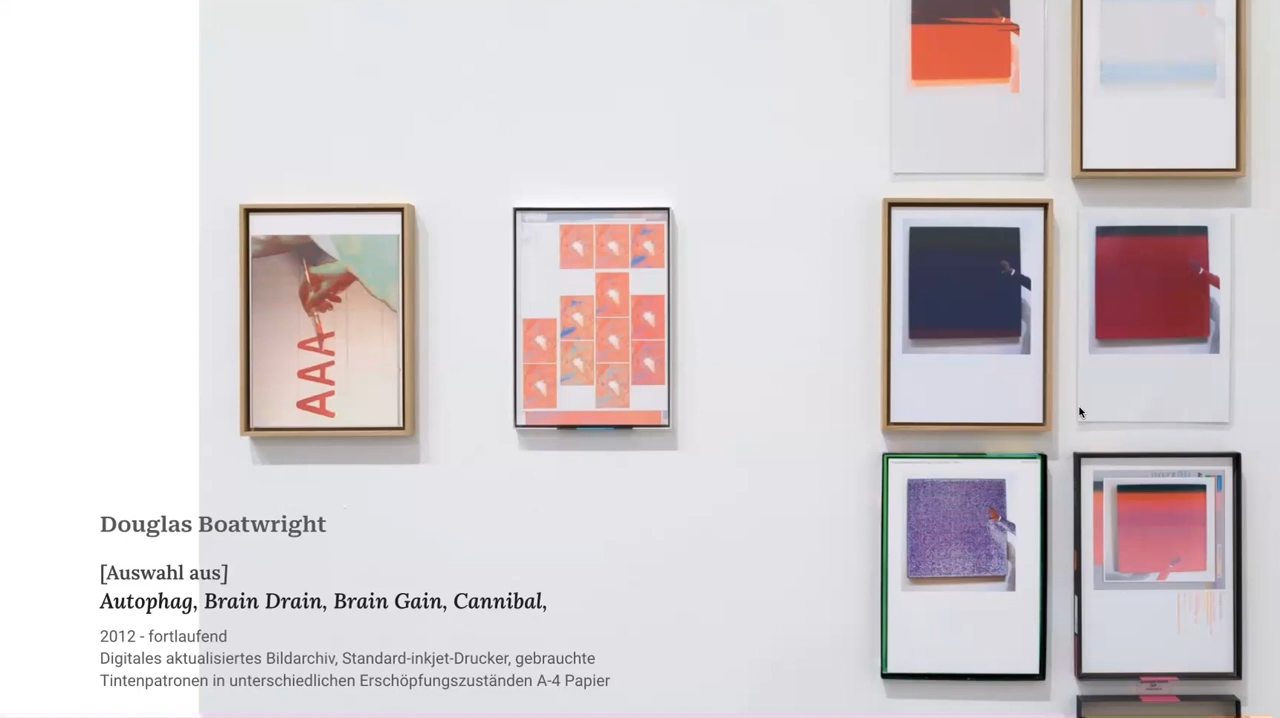 AAA
Douglas Boatwright
[Auswahl aus]
Autophag, Brain Drain, Brain Gain, Cannibal,
2012 - fortlaufend
Digitales aktualisiertes Bildarchiv, Standard-inkjet-Drucker, gebrauchte
Tintenpatronen in unterschiedlichen Erschöpfungszuständen A-4 Papier